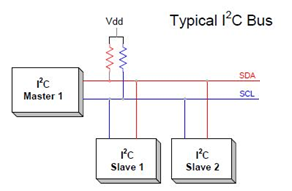 Typical I²C Bus
Vdd
SDA
SCL
I²C
Master 1
I²C
Slave 1
I²C
Slave 2